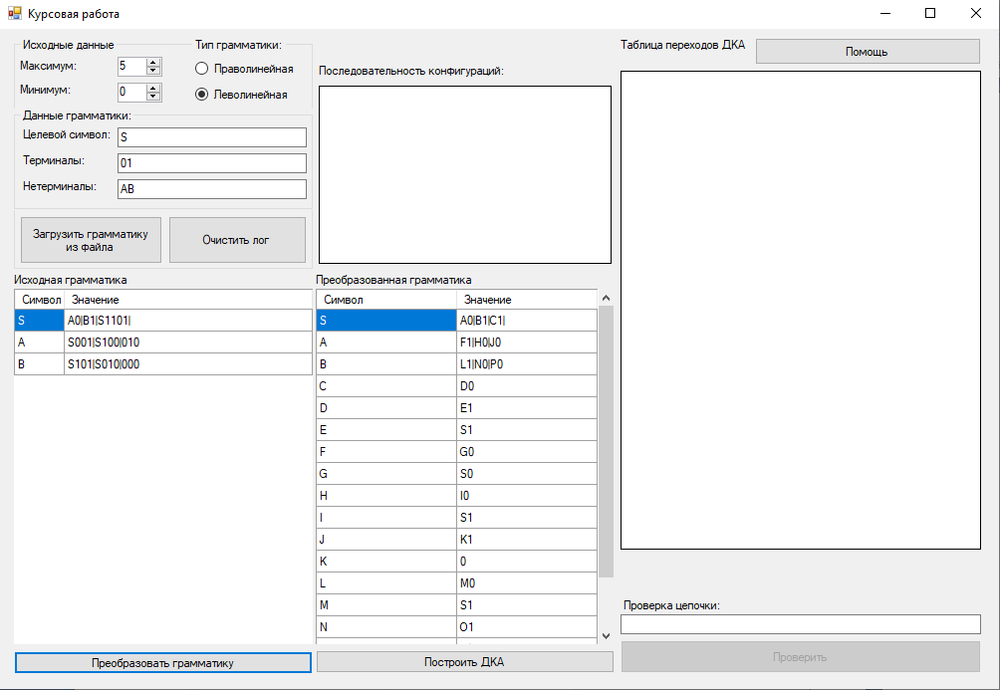 Курсовая работа
Исходные данные
Максимум:
5
Минимум:
0
Тип грамматики:
Праволинейная
Леволинейная
Данные грамматики:
Целевой символ:
S
Терминалы:
01
Нетерминалы:
AB
Загрузить грамматику
из файла
Очистить лог
Последовательность конфигураций:
Таблица переходов ДКА
Помощь
Исходная грамматика
Символ Значение
S A0|B1|S1101|
A S001|S100|010
B S101|S010|000
Преобразованная грамматика
Символ Значение
S A0|B1|C1|
A F1|H0|J0
B L1|N0|P0
C D0
D E1
E S1
F G0
G S0
H I0
I S1
J K1
K 0
L M0
M S1
N O1
Преобразовать грамматику
Построить ДКА
Проверка цепочки:
Проверить